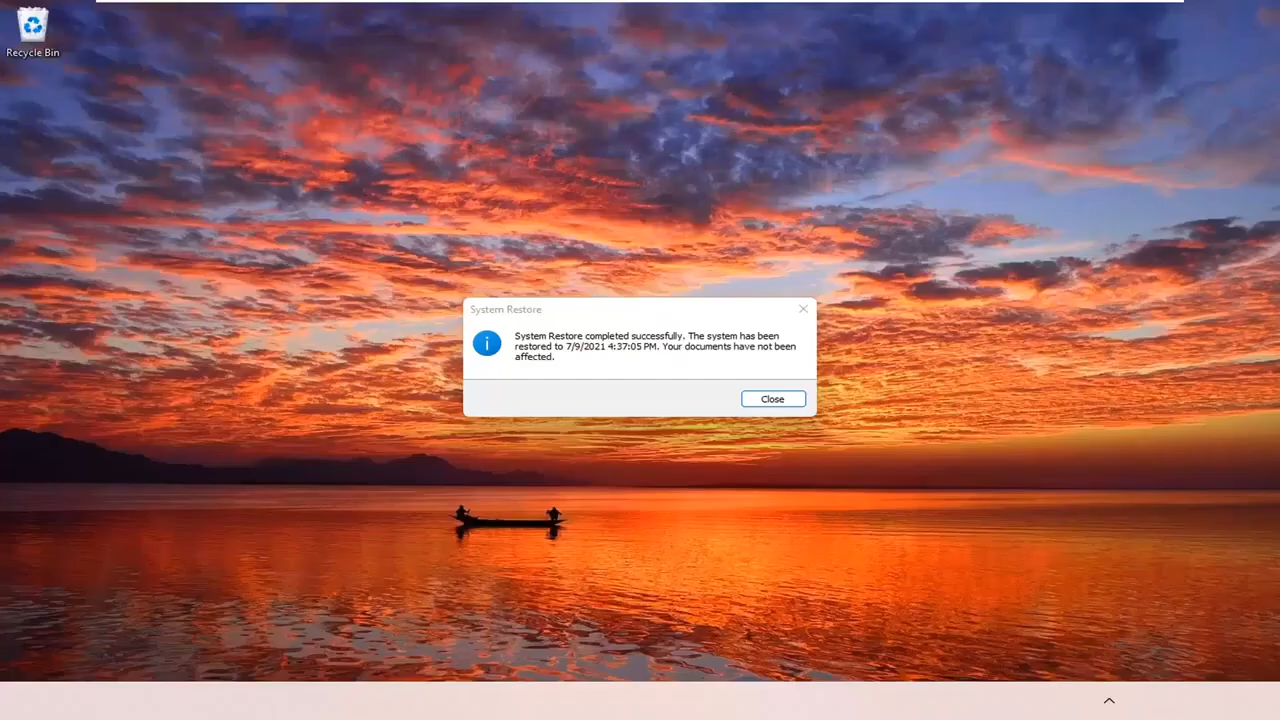 Recycle Bin
System Restore
System Restore completed successfully. The system has been
restored to 7/9/2021 4:37:05 PM. Your documents have not been
affected.
Close